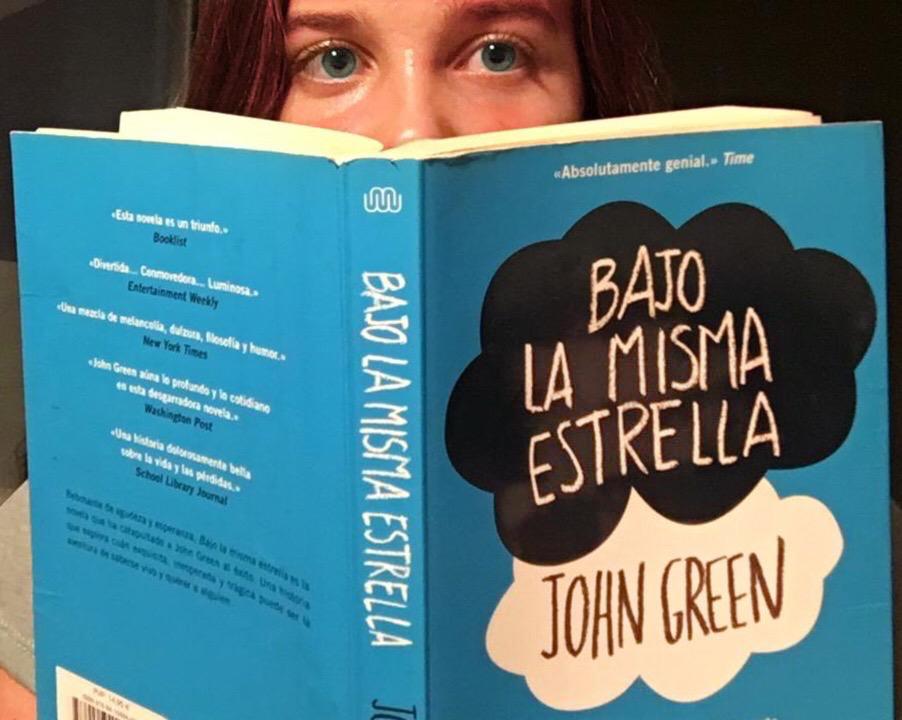 «Esta novela es un triunfo.»
Booklist
«Divertida... Conmovedora... Luminosa.»
Entertainment Weekly
«Una mezcla de melancolía, dulzura, filosofía y humor.»
New York Times
«John Green aúna lo profundo y lo cotidiano
en esta desgarradora novela.»
Washington Post
«Una historia dolorosamente bella
sobre la vida y las pérdidas.»
School Library Journal
Rebosante de agudeza y esperanza, Bajo la misma estrella es la
novela que ha catapultado a John Green al éxito. Una historia
que explora cuán exquisita, inesperada y trágica puede ser la
aventura de saberse vivo y querer a alguien.
PVP 14,95 €
BAJO LA MISMA ESTRELLA
JO
«Absolutamente genial.» Time
BAJO
LA MISMA
ESTRELLA
JOHN GREEN